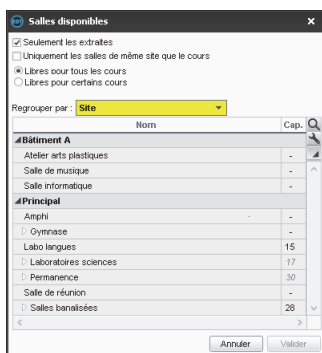 Salles disponibles
Seulement les extraites
Uniquement les salles de même site que le cours
Libres pour tous les cours
Libres pour certains cours
Regrouper par : Site
Nom Cap.
Bâtiment A
Atelier arts plastiques -
Salle de musique -
Salle informatique -
Principal
Amphi - -
Gymnase -
Labo langues 15
Laboratoires sciences 17
Permanence 30
Salle de réunion -
Salles banalisées 28
Annuler Valider